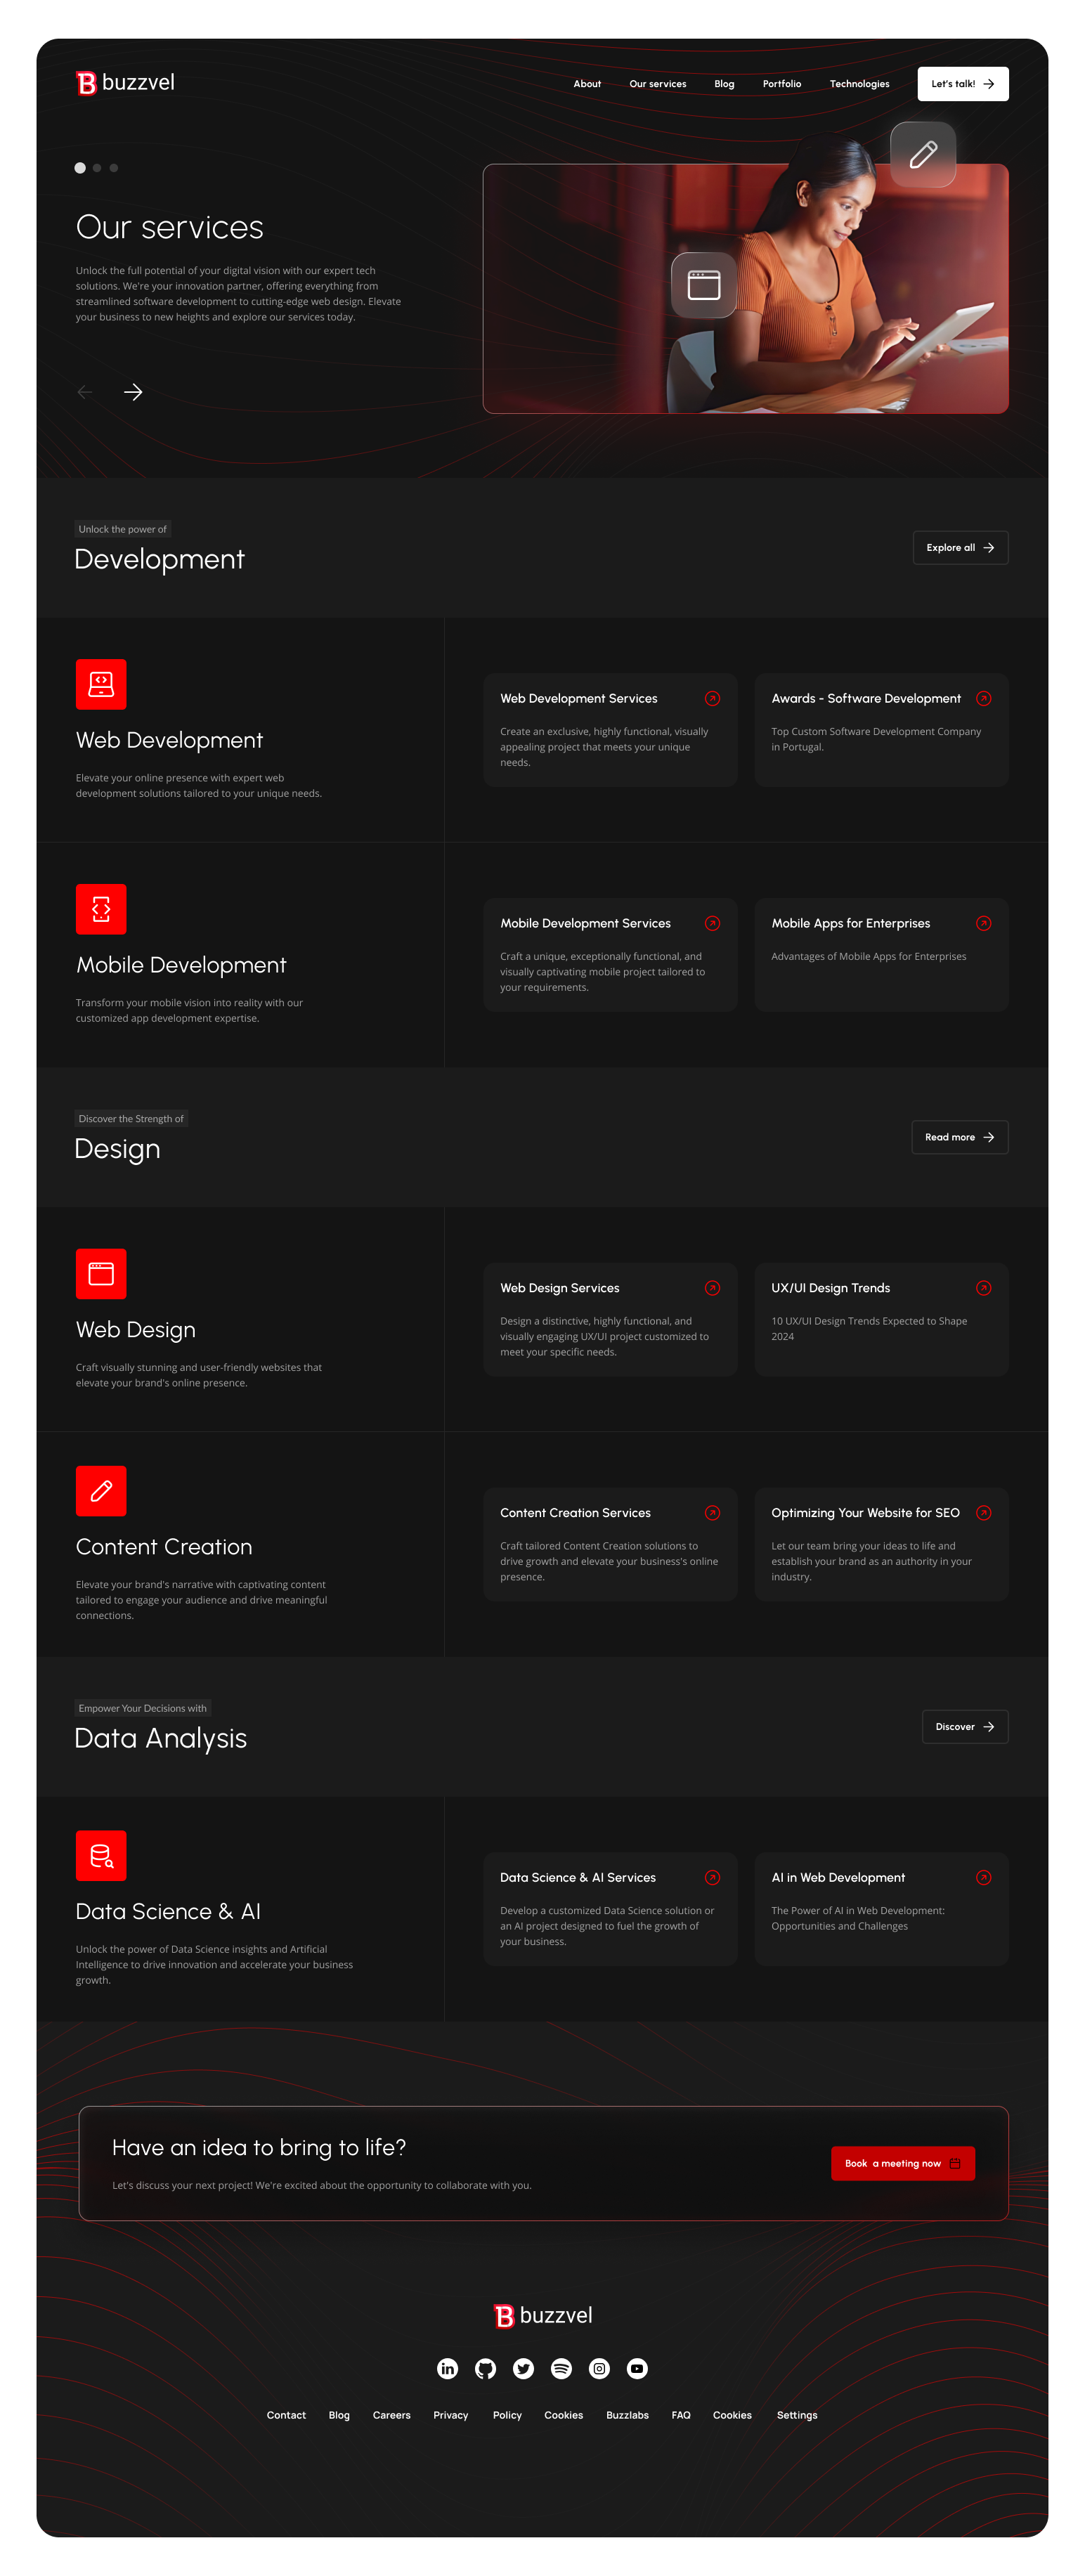 buzzvel
About Our services Blog Portfolio Technologies Let's talk!
Our services
Unlock the full potential of your digital vision with our expert tech
solutions. We're your innovation partner, offering everything from
streamlined software development to cutting-edge web design. Elevate
your business to new heights and explore our services today.
Unlock the power of
Development
Explore all
Web Development
Elevate your online presence with expert web
development solutions tailored to your unique needs.
Web Development Services
Create an exclusive, highly functional, visually
appealing project that meets your unique
needs.
Awards - Software Development
Top Custom Software Development Company
in Portugal.
Mobile Development
Transform your mobile vision into reality with our
customized app development expertise.
Mobile Development Services
Craft a unique, exceptionally functional, and
visually captivating mobile project tailored to
your requirements.
Mobile Apps for Enterprises
Advantages of Mobile Apps for Enterprises
Discover the Strength of
Design
Read more
Web Design
Craft visually stunning and user-friendly websites that
elevate your brand's online presence.
Web Design Services
Design a distinctive, highly functional, and
visually engaging UX/UI project customized to
meet your specific needs.
UX/UI Design Trends
10 UX/UI Design Trends Expected to Shape
2024
Content Creation
Elevate your brand's narrative with captivating content
tailored to engage your audience and drive meaningful
connections.
Content Creation Services
Craft tailored Content Creation solutions to
drive growth and elevate your business's online
presence.
Optimizing Your Website for SEO
Let our team bring your ideas to life and
establish your brand as an authority in your
industry.
Empower Your Decisions with
Data Analysis
Discover
Data Science & AI
Unlock the power of Data Science insights and Artificial
Intelligence to drive innovation and accelerate your business
growth.
Data Science & AI Services
Develop a customized Data Science solution or
an AI project designed to fuel the growth of
your business.
AI in Web Development
The Power of AI in Web Development:
Opportunities and Challenges
Have an idea to bring to life?
Let's discuss your next project! We're excited about the opportunity to collaborate with you.
Book a meeting now
buzzvel
Contact Blog Careers Privacy Policy Cookies Buzzlabs FAQ Cookies Settings